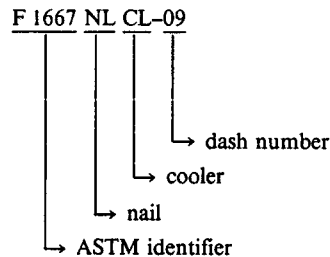 F 1667 NL CL-09
dash number
cooler
nail
ASTM identifier